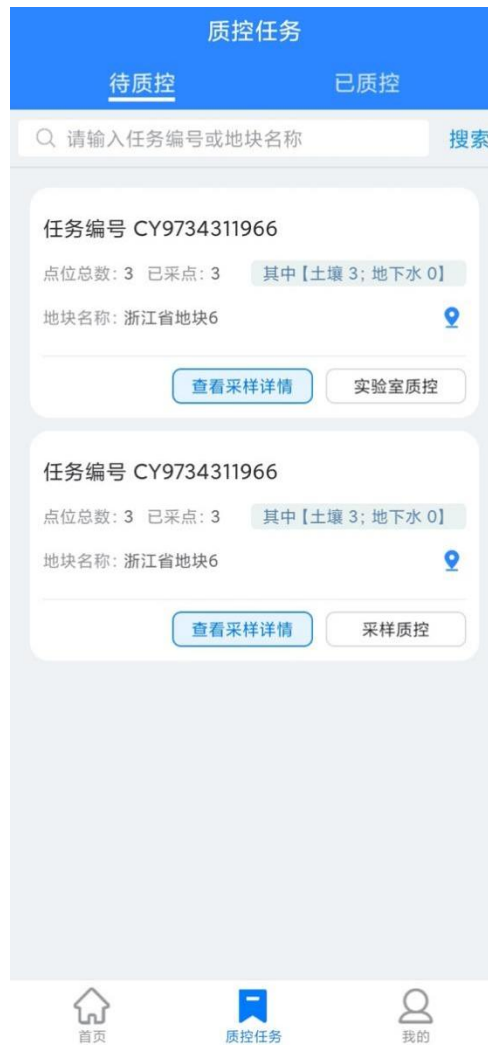 质控任务
待质控 已质控
请输入任务编号或地块名称 搜索
任务编号 CY9734311966
点位总数: 3 已采点: 3 其中【土壤 3; 地下水 0】
地块名称: 浙江省地块6
查看采样详情 实验室质控
任务编号 CY9734311966
点位总数: 3 已采点: 3 其中【土壤 3; 地下水 0】
地块名称: 浙江省地块6
查看采样详情 采样质控
首页 质控任务 我的